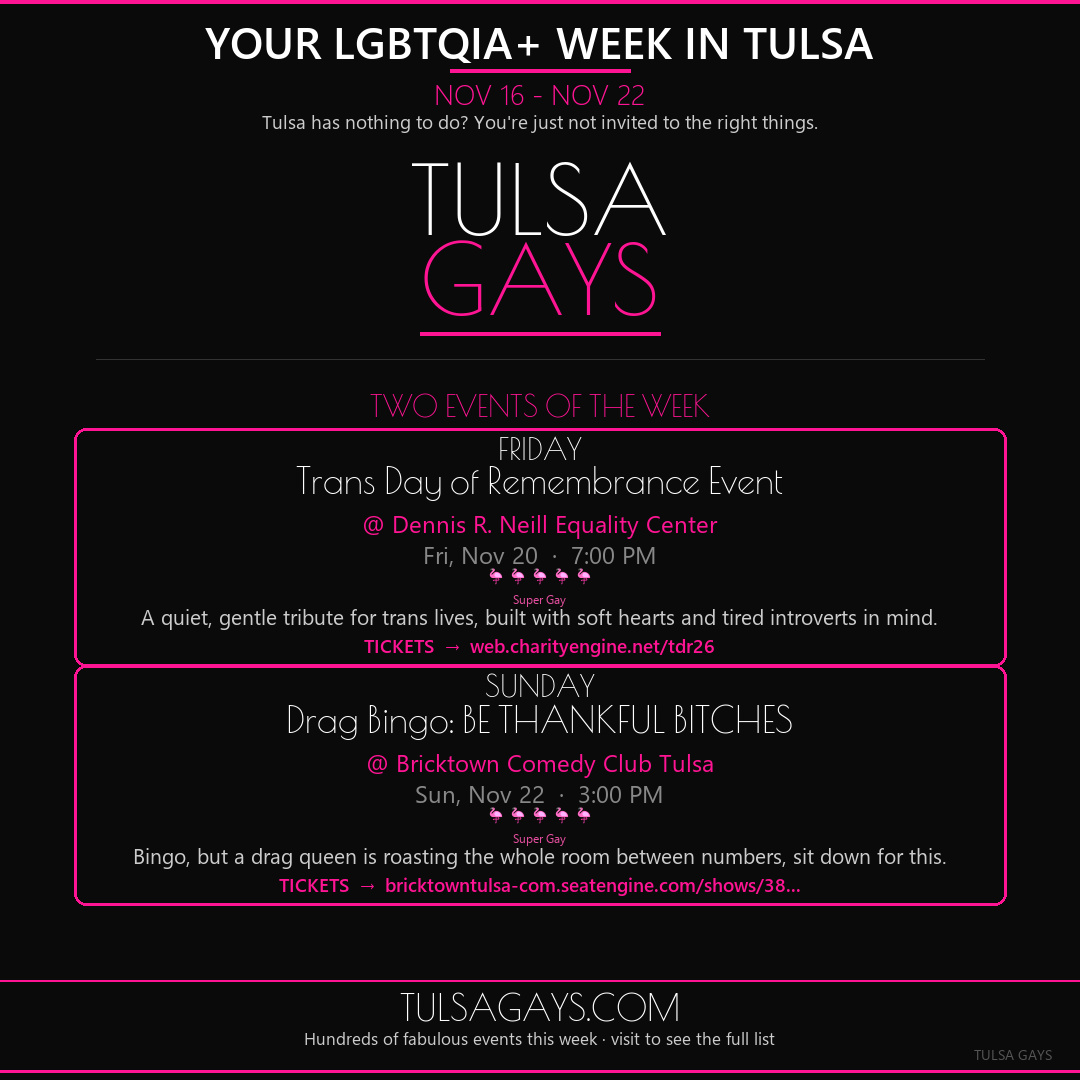 YOUR LGBTQIA+ WEEK IN TULSA
NOV 16 - NOV 22
Tulsa has nothing to do? You're just not invited to the right things.
TULSA
GAYS
TWO EVENTS OF THE WEEK
FRIDAY
Trans Day of Remembrance Event
@ Dennis R. Neill Equality Center
Fri, Nov 20 · 7:00 PM
Super Gay
A quiet, gentle tribute for trans lives, built with soft hearts and tired introverts in mind.
TICKETS → web.charityengine.net/tdr26
SUNDAY
Drag Bingo: BE THANKFUL BITCHES
@ Bricktown Comedy Club Tulsa
Sun, Nov 22 · 3:00 PM
Super Gay
Bingo, but a drag queen is roasting the whole room between numbers, sit down for this.
TICKETS → bricktowntulsa-com.seatengine.com/shows/38...
TULSAGAYS.COM
Hundreds of fabulous events this week · visit to see the full list
TULSA GAYS